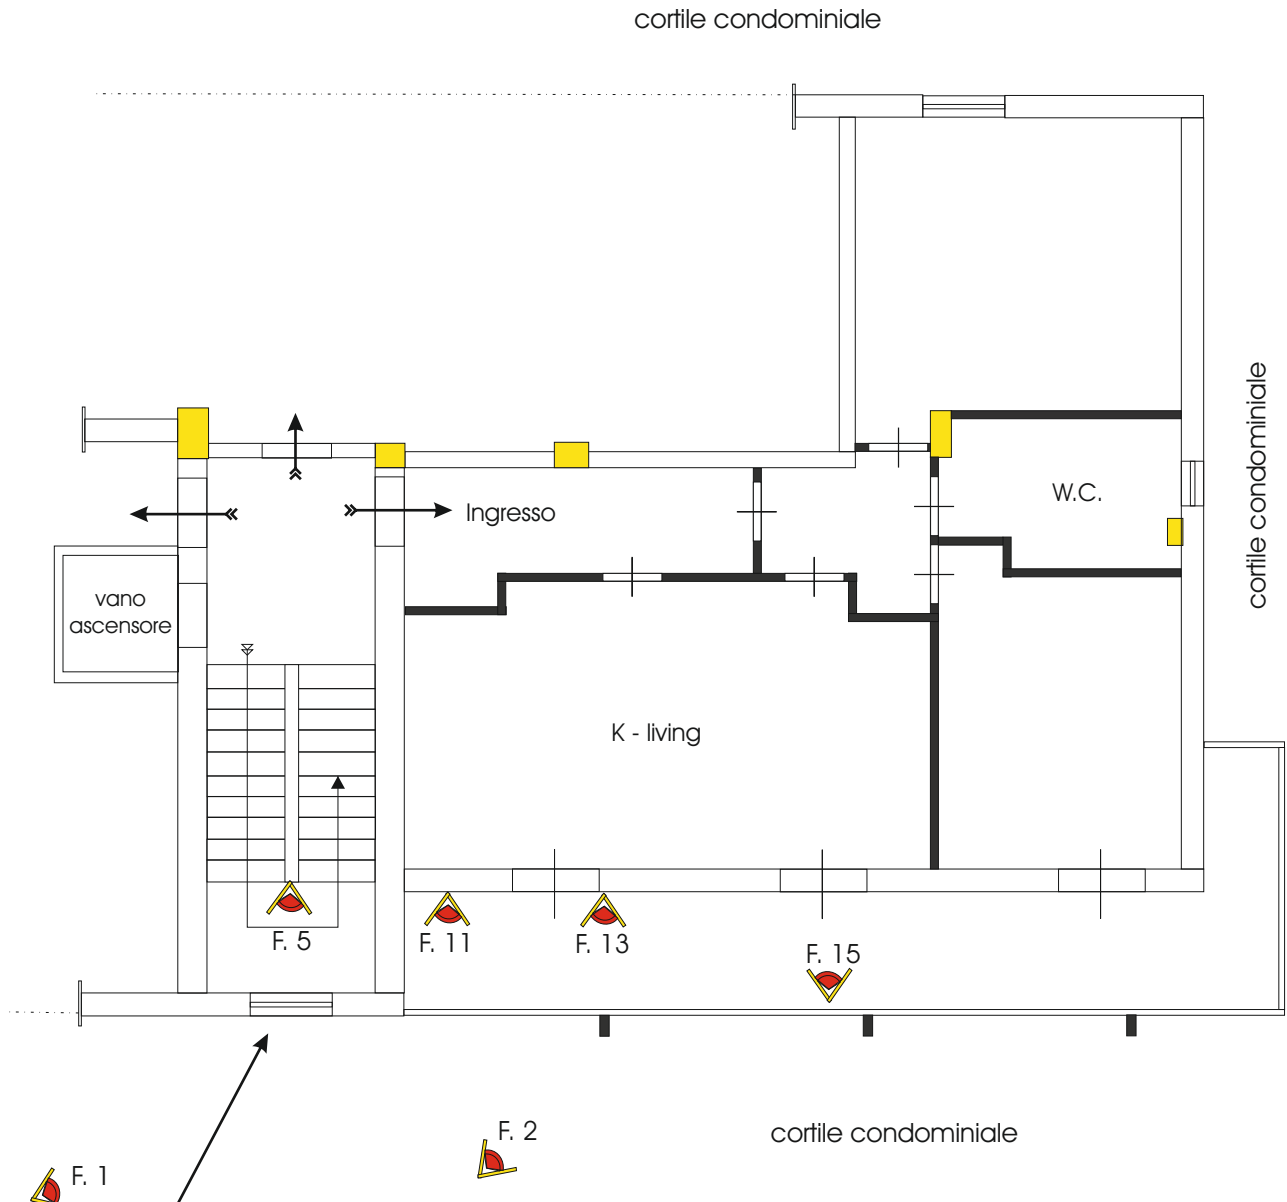 cortile condominiale
cortile condominiale
W.C.
Ingresso
vano
ascensore
K - living
F. 5
F. 11
F. 13
F. 15
F. 2
cortile condominiale
F. 1